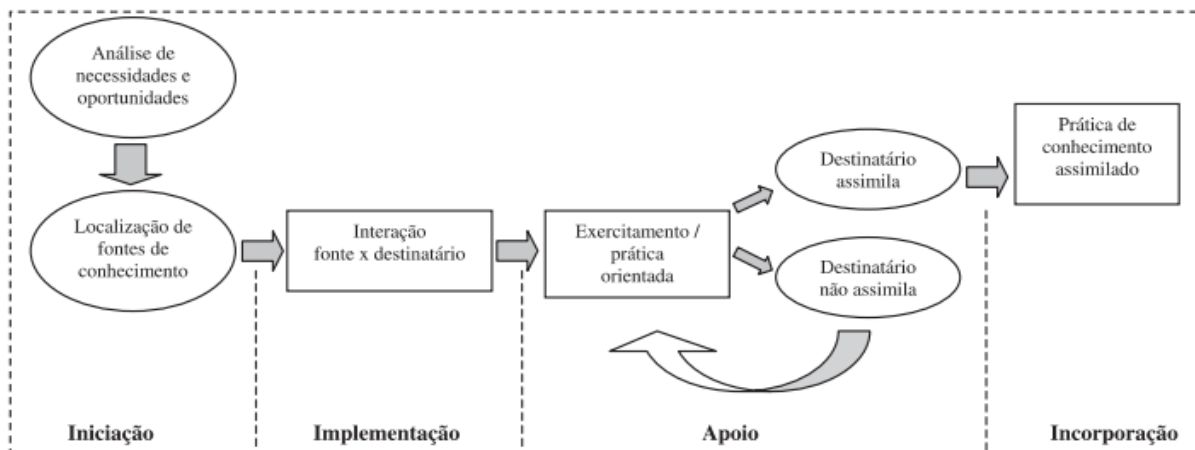 Análise de
necessidades e
oportunidades
Localização de
fontes de
conhecimento
Interação
fonte x destinatário
Exercitamento /
prática
orientada
Destinatário
assimila
Destinatário
não assimila
Prática de
conhecimento
assimilado
Iniciação
Implementação
Apoio
Incorporação